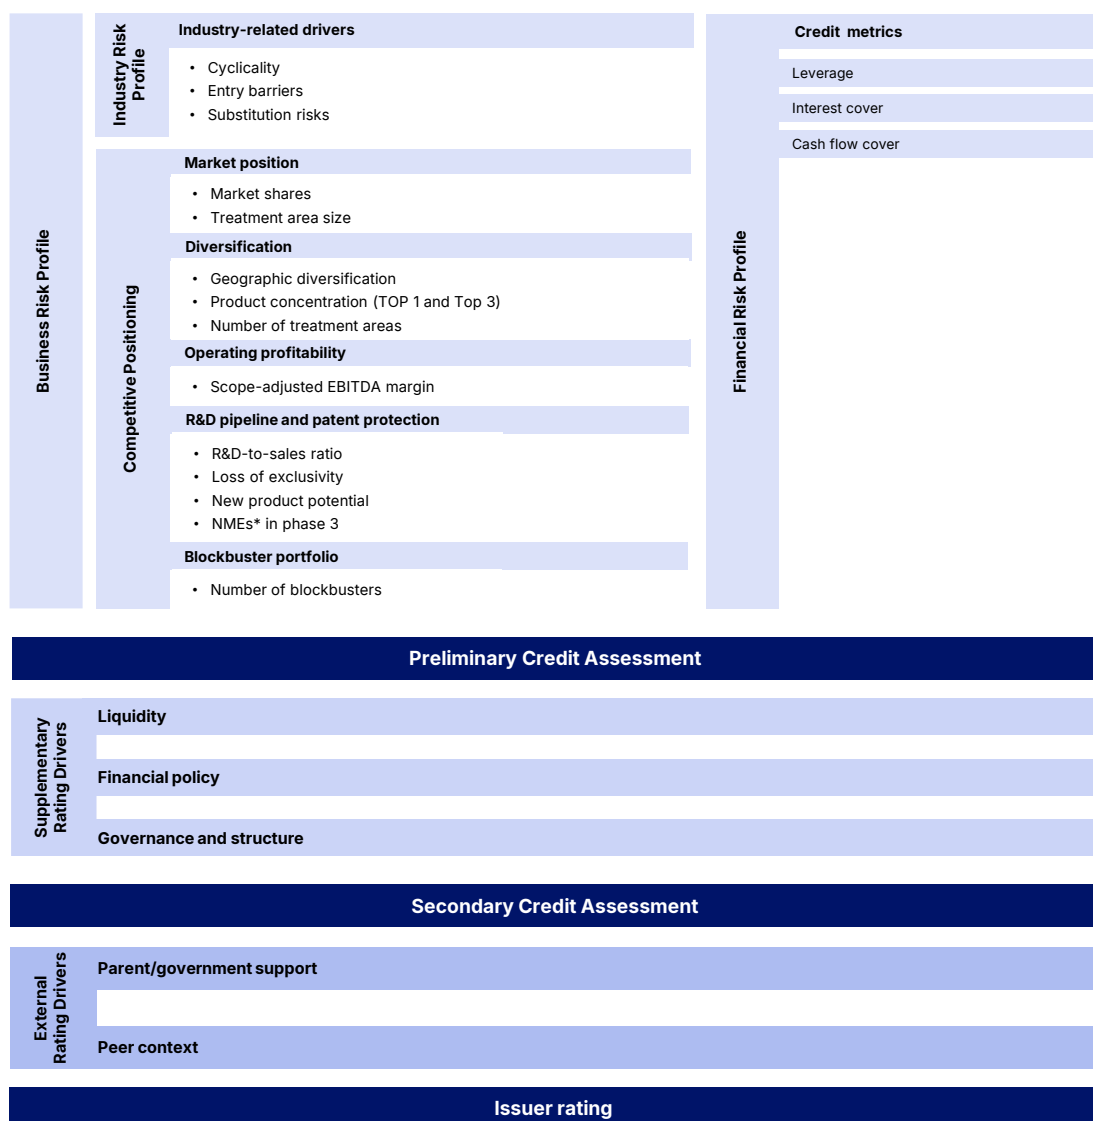 Business Risk Profile
Industry Risk
Profile
Industry-related drivers
• Cyclicality
• Entry barriers
• Substitution risks
Competitive Positioning
Market position
• Market shares
• Treatment area size
Diversification
• Geographic diversification
• Product concentration (TOP 1 and Top 3)
• Number of treatment areas
Operating profitability
• Scope-adjusted EBITDA margin
R&D pipeline and patent protection
• R&D-to-sales ratio
• Loss of exclusivity
• New product potential
• NMEs* in phase 3
Blockbuster portfolio
• Number of blockbusters
Financial Risk Profile
Credit metrics
Leverage
Interest cover
Cash flow cover
Preliminary Credit Assessment
Supplementary
Rating Drivers
Liquidity
Financial policy
Governance and structure
Secondary Credit Assessment
External
Rating Drivers
Parent/government support
Peer context
Issuer rating